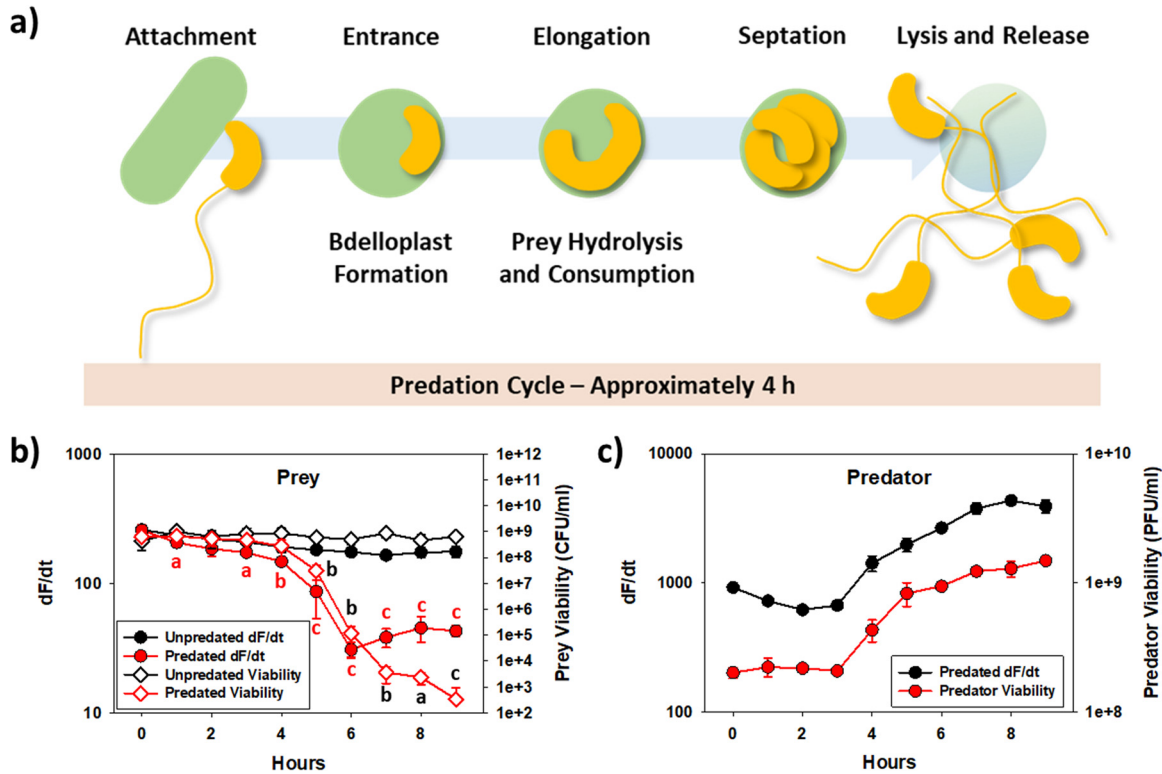 a)
Attachment
Entrance
Elongation
Septation
Lysis and Release
Bdelloplast
Formation
Prey Hydrolysis
and Consumption
Predation Cycle – Approximately 4 h
b)
Prey
1000
100
10
dF/dt
1e+12
1e+11
1e+10
1e+9
1e+8
1e+7
1e+6
1e+5
1e+4
1e+3
1e+2
Prey Viability (CFU/ml)
a
a
b
b
c
b
c
c
c
c
b
a
c
Unpredated dF/dt
Predated dF/dt
Unpredated Viability
Predated Viability
0
2
4
6
8
Hours
c)
Predator
10000
1000
100
dF/dt
1e+10
1e+9
1e+8
Predator Viability (PFU/ml)
Predated dF/dt
Predator Viability
0
2
4
6
8
Hours